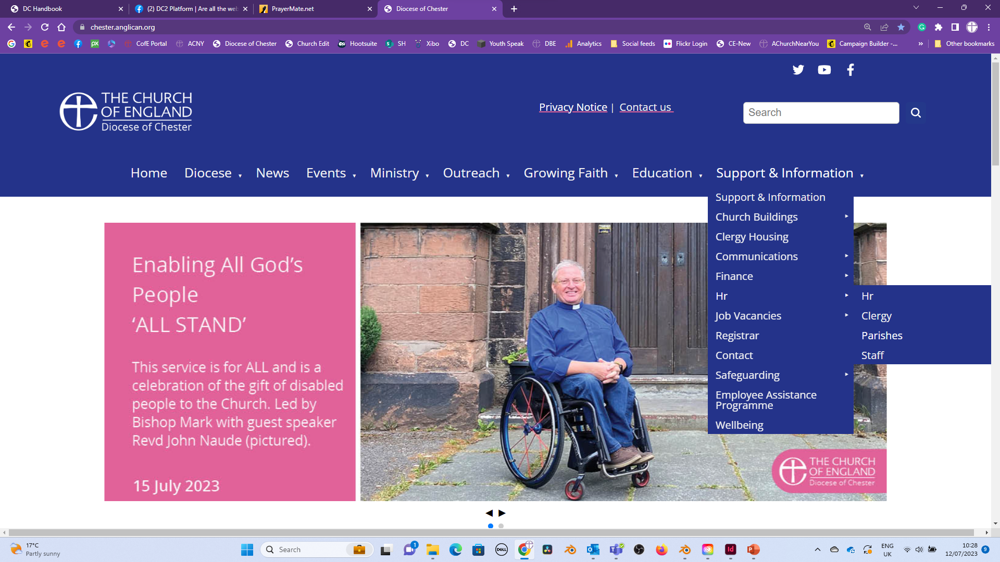 DC Handbook
(2) DC2 Platform | Are all the web
PrayerMate.net
Diocese of Chester
chester.anglican.org
CofE Portal
ACNY
Diocese of Chester
Church Edit
Hootsuite
SH
Xibo
DC
Youth Speak
DBE
Analytics
Social feeds
Flickr Login
CE-New
AChurchNearYou
Campaign Builder -...
Other bookmarks
THE CHURCH
OF ENGLAND
Diocese of Chester
Privacy Notice | Contact us
Search
Home
Diocese
News
Events
Ministry
Outreach
Growing Faith
Education
Support & Information
Support & Information
Church Buildings
Clergy Housing
Communications
Finance
Hr
Job Vacancies
Registrar
Contact
Safeguarding
Employee Assistance
Programme
Wellbeing
Hr
Clergy
Parishes
Staff
Enabling All God's
People
‘ALL STAND’
This service is for ALL and is a
celebration of the gift of disabled
people to the Church. Led by
Bishop Mark with guest speaker
Revd John Naude (pictured).
15 July 2023
THE CHURCH
OF ENGLAND
Diocese of Chester
17°C
Partly sunny
Search
1
DELL
Id
P
ENG
UK
10:28
12/07/2023
9